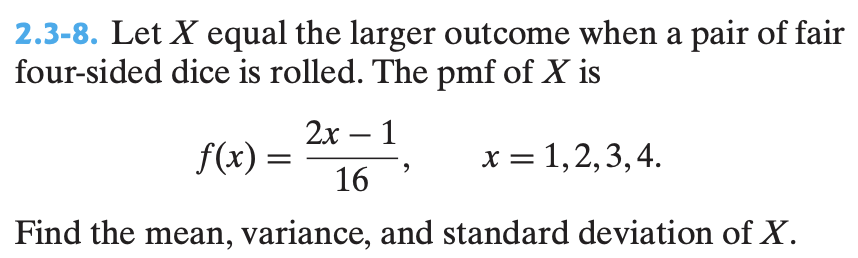 2.3-8. Let X equal the larger outcome when a pair of fair
four-sided dice is rolled. The pmf of X is
f(x) = (2x − 1)/16, x = 1, 2, 3, 4.
Find the mean, variance, and standard deviation of X.